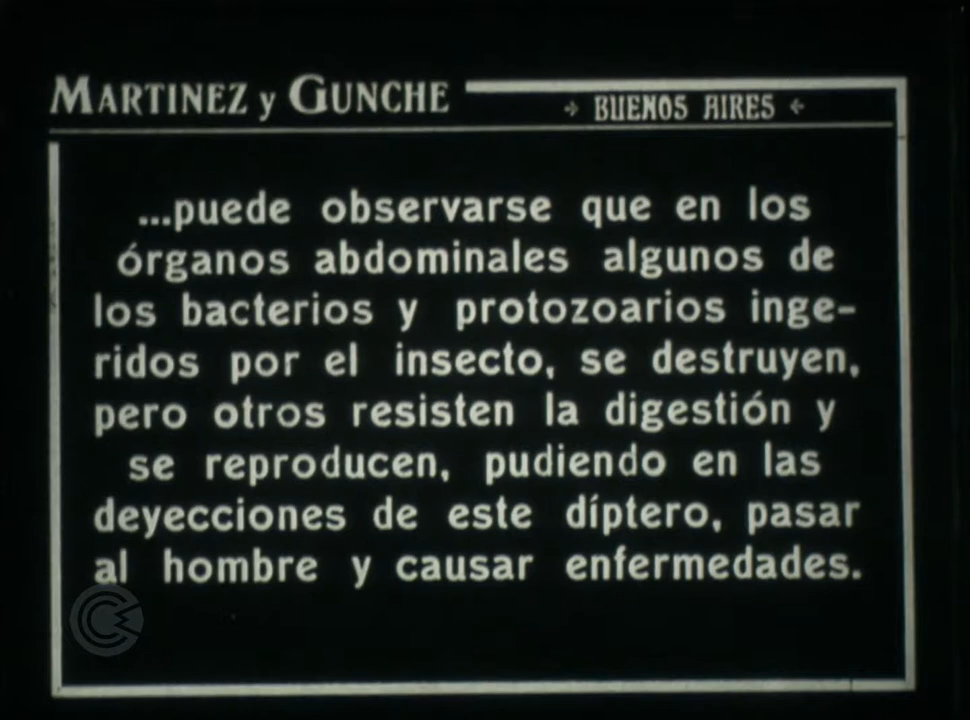 MARTINEZ y GUNCHE
BUENOS AIRES
...puede observarse que en los
órganos abdominales algunos de
los bacterios y protozoarios inge-
ridos por el insecto, se destruyen,
pero otros resisten la digestión y
se reproducen, pudiendo en las
deyecciones de este díptero, pasar
al hombre y causar enfermedades.